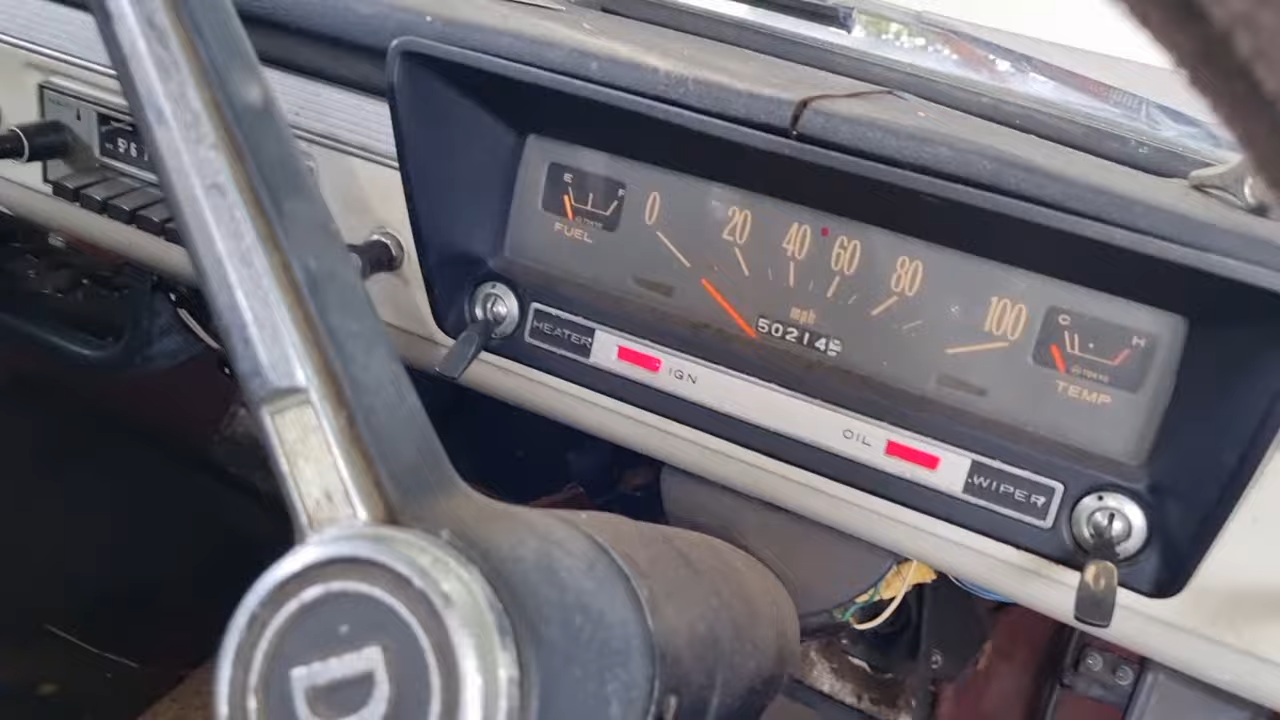 E F
FUEL
0 20 40 60 80 100
mph
50214
C H
TEMP
HEATER
IGN
OIL
WIPER
D